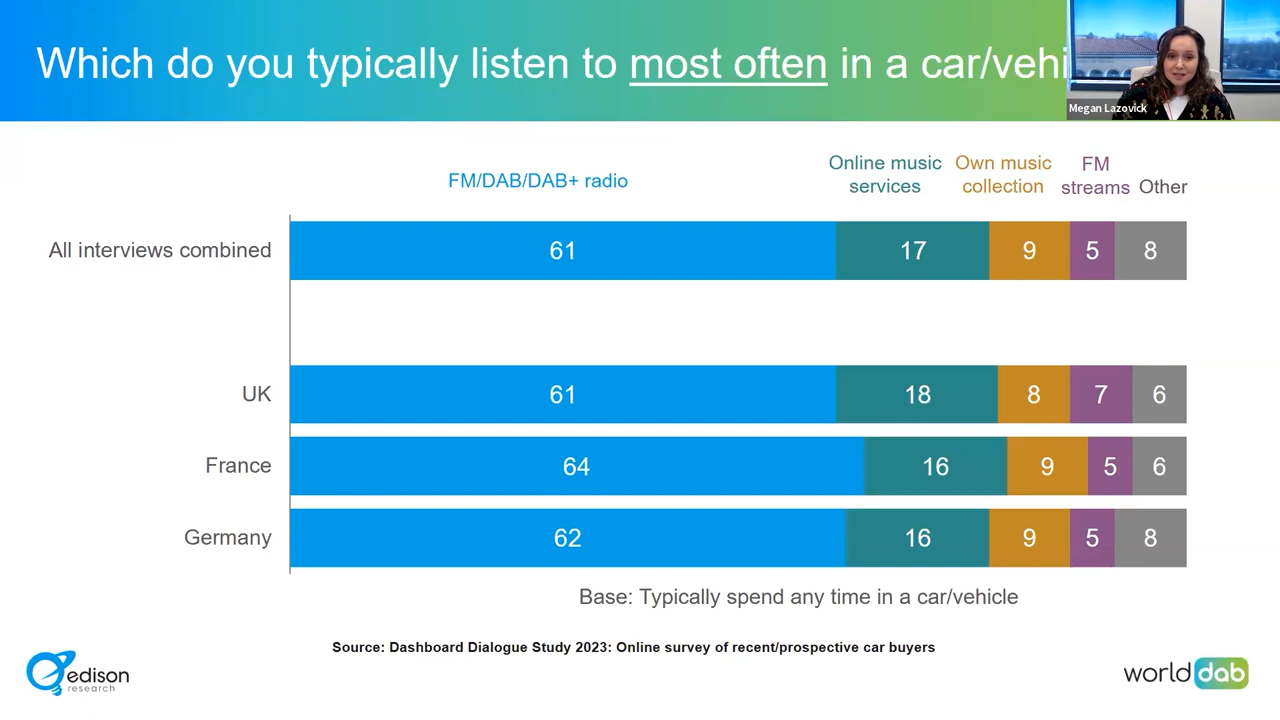 Which do you typically listen to most often in a car/vehi
Megan Lazovick
FM/DAB/DAB+ radio
Online music
services
Own music
collection
FM
streams
Other
All interviews combined
61
17
9
5
8
UK
61
18
8
7
6
France
64
16
9
5
6
Germany
62
16
9
5
8
Base: Typically spend any time in a car/vehicle
Source: Dashboard Dialogue Study 2023: Online survey of recent/prospective car buyers
edison
research
world dab